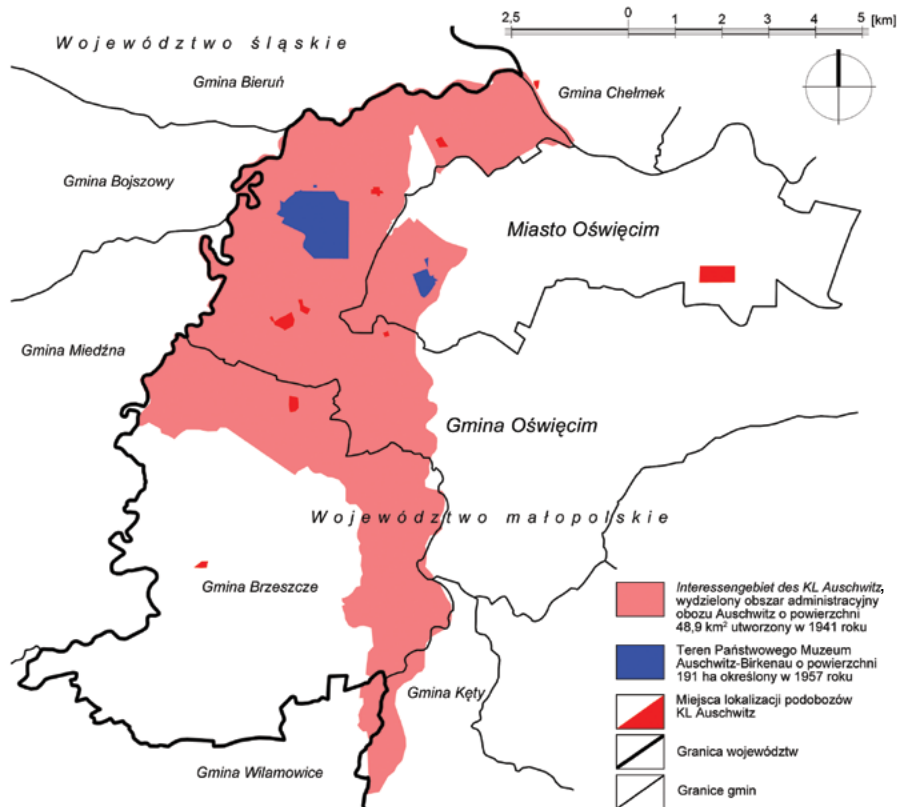 2,5 0 1 2 3 4 5 [km]
Województwo śląskie
Gmina Bieruń
Gmina Chełmek
Gmina Bojszowy
Miasto Oświęcim
Gmina Miedźna
Gmina Oświęcim
Województwo małopolskie
Gmina Brzeszcze
Gmina Kęty
Gmina Wilamowice
Interessengebiet des KL Auschwitz,
wydzielony obszar administracyjny
obozu Auschwitz o powierzchni
48,9 km² utworzony w 1941 roku
Teren Państwowego Muzeum
Auschwitz-Birkenau o powierzchni
191 ha określony w 1957 roku
Miejsca lokalizacji podobozów
KL Auschwitz
Granica województw
Granice gmin